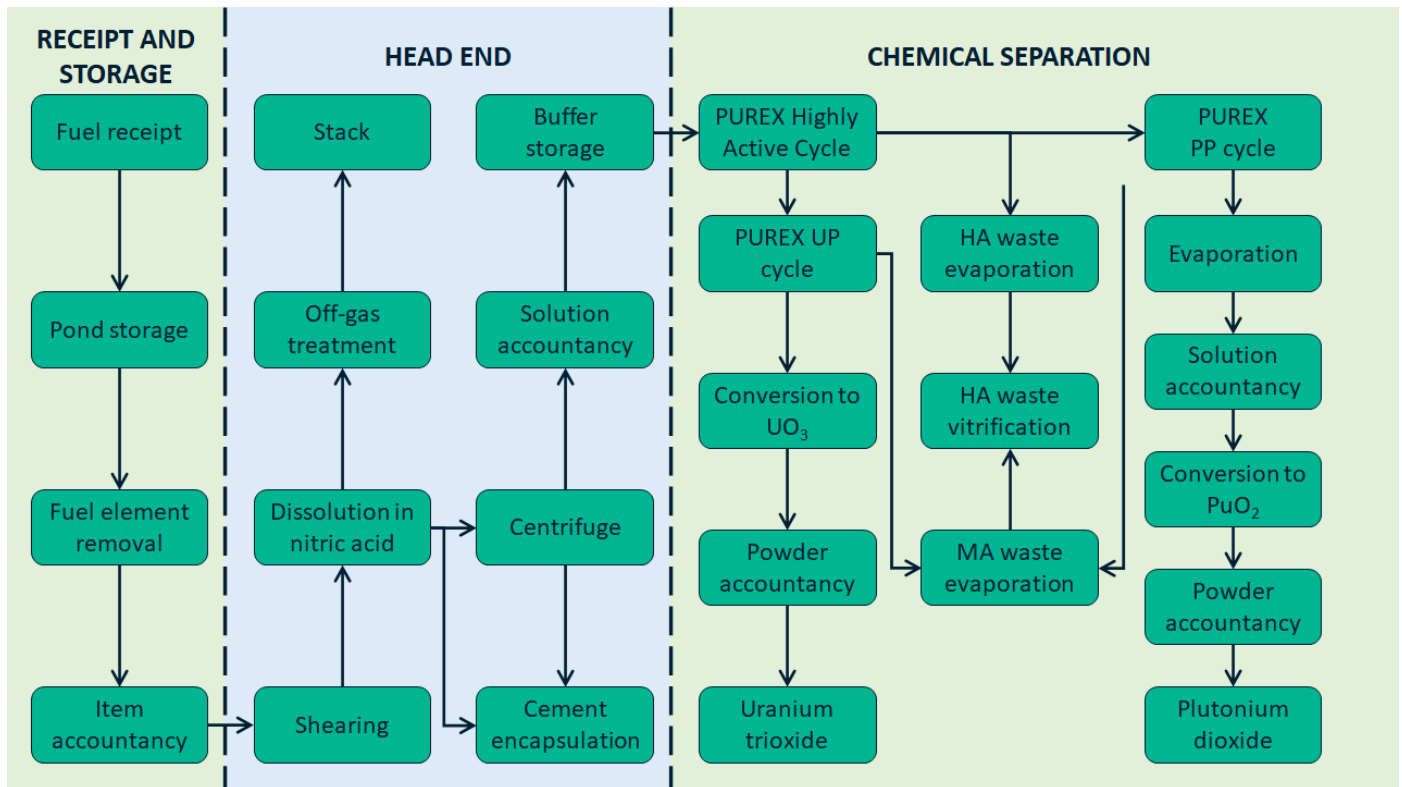 RECEIPT AND
STORAGE
Fuel receipt
Pond storage
Fuel element
removal
Item
accountancy
HEAD END
Stack
Off-gas
treatment
Dissolution in
nitric acid
Shearing
Buffer
storage
Solution
accountancy
Centrifuge
Cement
encapsulation
CHEMICAL SEPARATION
PUREX Highly
Active Cycle
PUREX UP
cycle
Conversion to
UO₃
Powder
accountancy
Uranium
trioxide
HA waste
evaporation
HA waste
vitrification
MA waste
evaporation
PUREX
PP cycle
Evaporation
Solution
accountancy
Conversion to
PuO₂
Powder
accountancy
Plutonium
dioxide